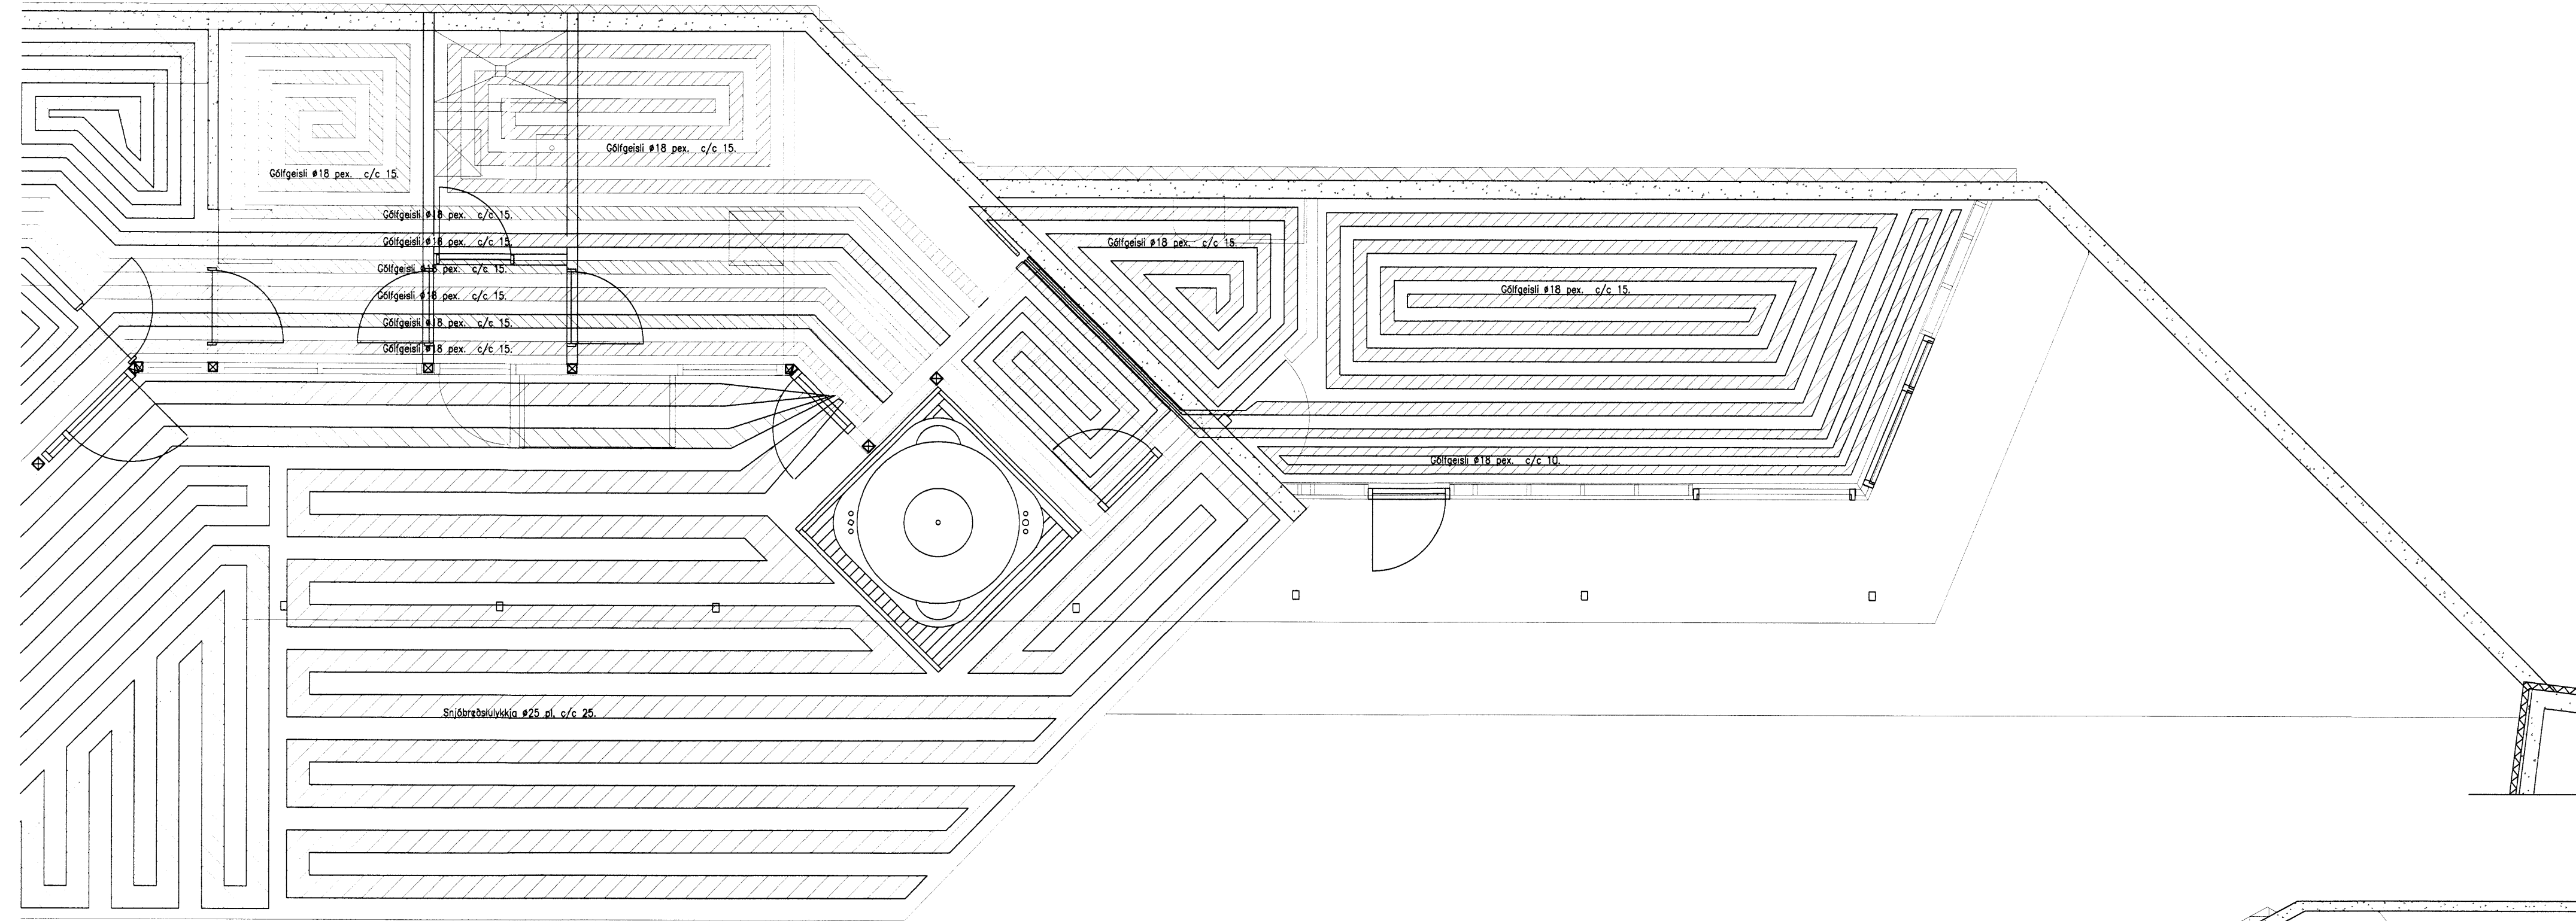 Gólfgeisli ø18 pex. c/c 15.
Gólfgeisli ø18 pex. c/c 15.
Gólfgeisli ø18 pex. c/c 15.
Gólfgeisli ø18 pex. c/c 15.
Gólfgeisli ø18 pex. c/c 15.
Gólfgeisli ø18 pex. c/c 15.
Gólfgeisli ø18 pex. c/c 15.
Gólfgeisli ø18 pex. c/c 15.
Gólfgeisli ø18 pex. c/c 15.
Gólfgeisli ø18 pex. c/c 15.
Gólfgeisli ø18 pex. c/c 10.
Snjóbræðslulykkja ø25 pl. c/c 25.